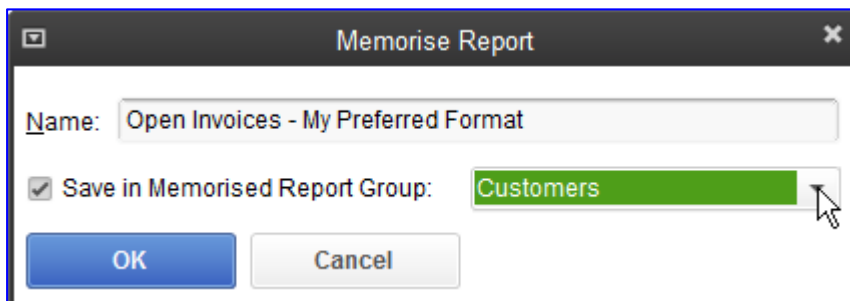 Memorise Report
Name: Open Invoices - My Preferred Format
Save in Memorised Report Group: Customers
OK Cancel